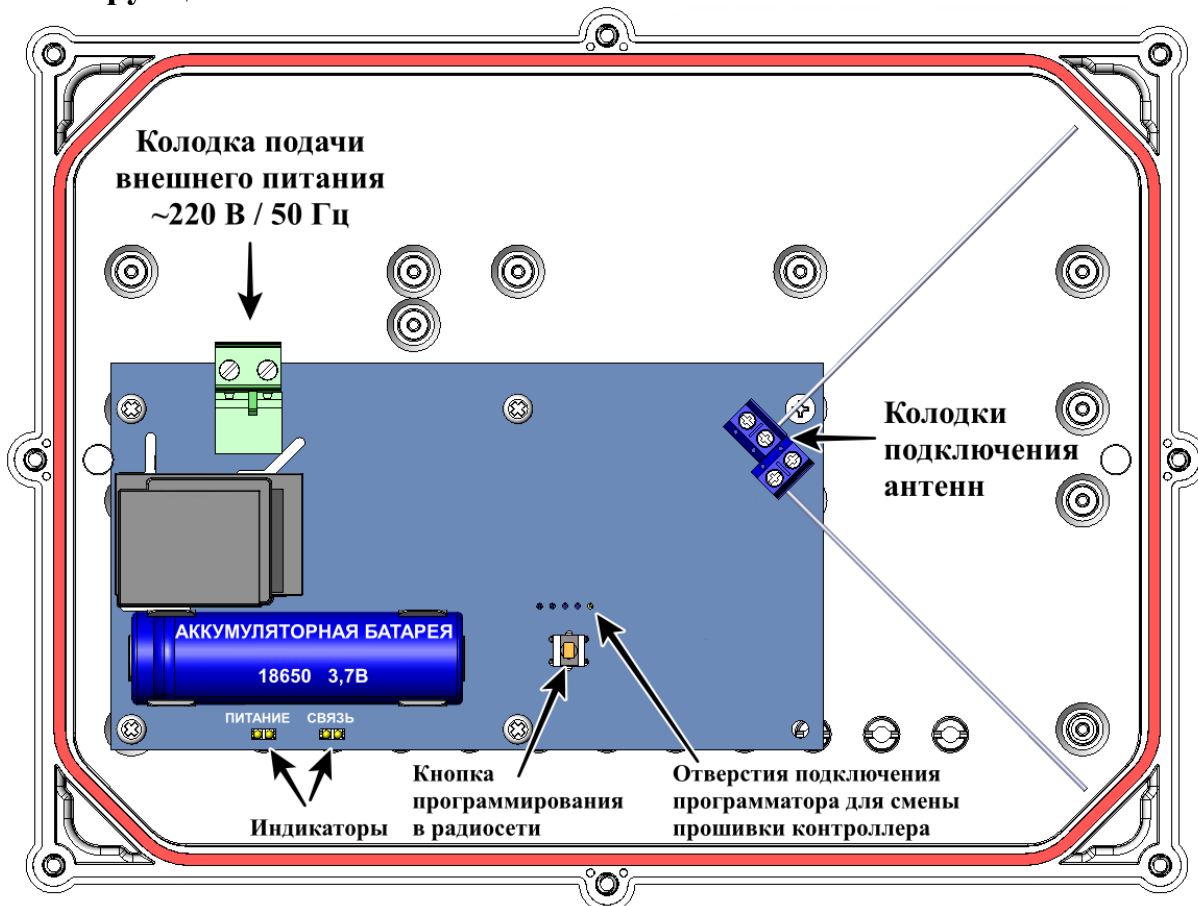 Колодка подачи
внешнего питания
~220 В / 50 Гц
Колодки
подключения
антенн
АККУМУЛЯТОРНАЯ БАТАРЕЯ
18650 3,7В
ПИТАНИЕ СВЯЗЬ
Индикаторы
Кнопка
программирования
в радиосети
Отверстия подключения
программатора для смены
прошивки контроллера